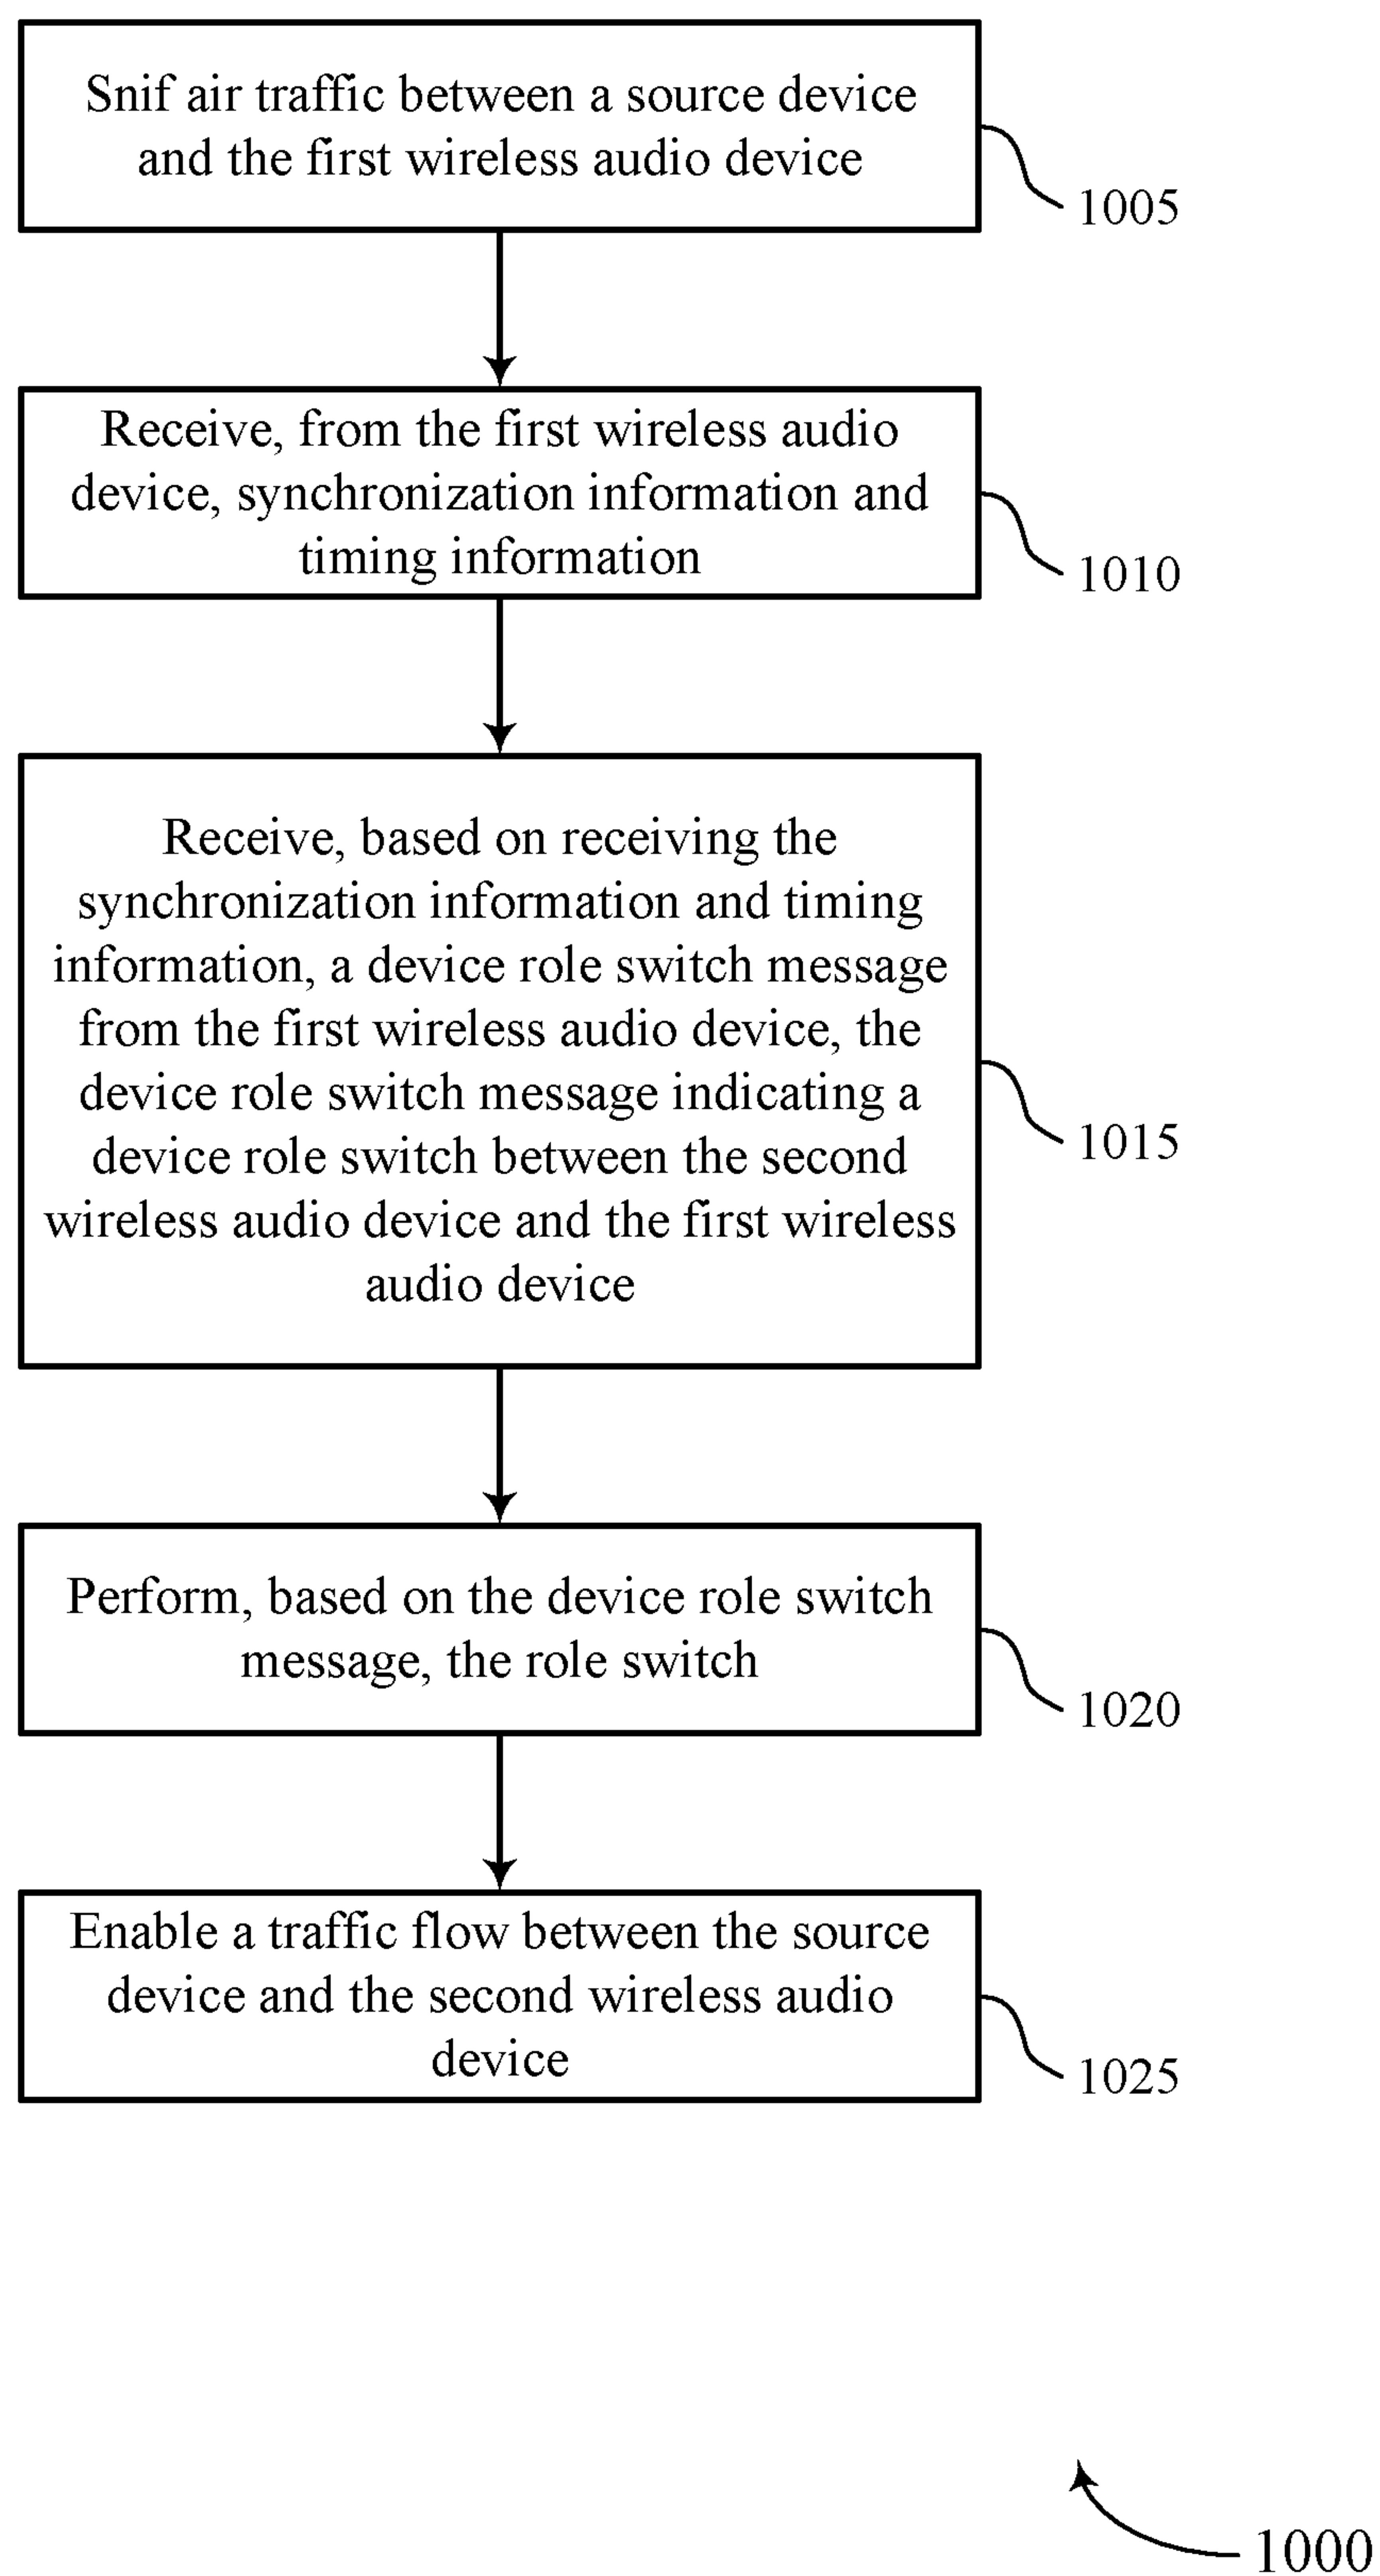 Snif air traffic between a source device
and the first wireless audio device
1005
Receive, from the first wireless audio
device, synchronization information and
timing information
1010
Receive, based on receiving the
synchronization information and timing
information, a device role switch message
from the first wireless audio device, the
device role switch message indicating a
device role switch between the second
wireless audio device and the first wireless
audio device
1015
Perform, based on the device role switch
message, the role switch
1020
Enable a traffic flow between the source
device and the second wireless audio
device
1025
1000